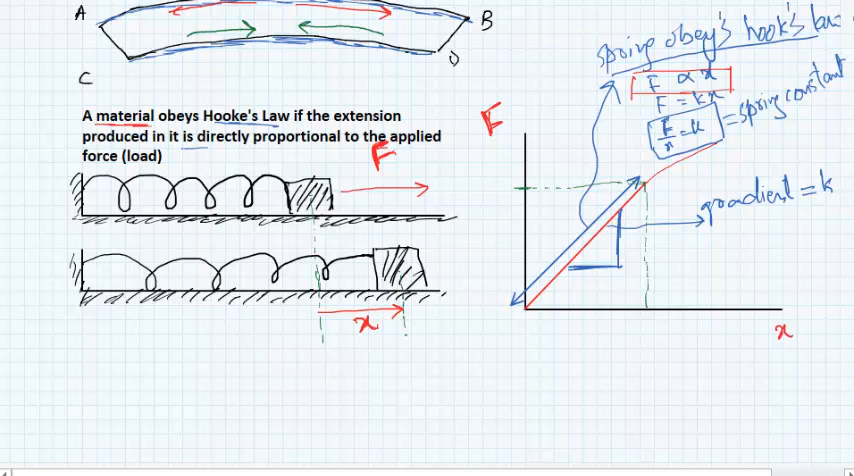 A
B
C
D
spring obey's hook's law
F ∝ x
F = kx
F/x = k = spring constant
A material obeys Hooke's Law if the extension
produced in it is directly proportional to the applied
force (load)
F
F
gradient = k
x
x